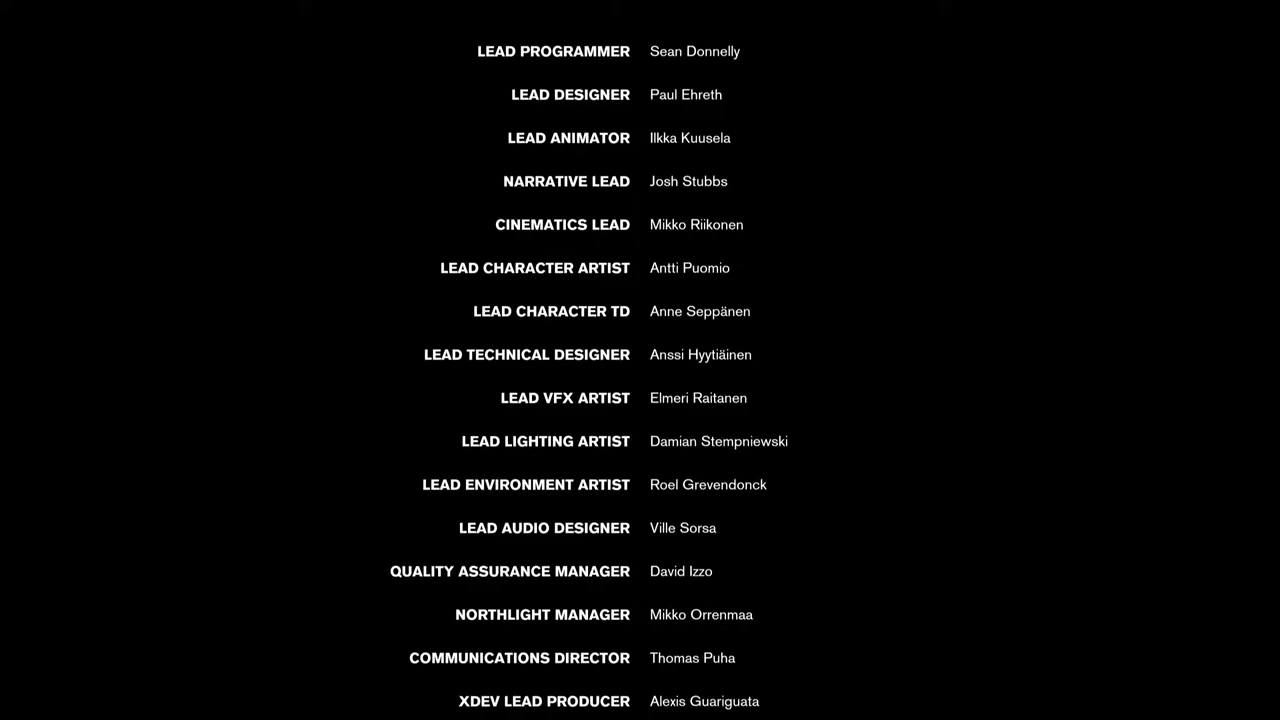 LEAD PROGRAMMER Sean Donnelly
LEAD DESIGNER Paul Ehreth
LEAD ANIMATOR Ilkka Kuusela
NARRATIVE LEAD Josh Stubbs
CINEMATICS LEAD Mikko Riikonen
LEAD CHARACTER ARTIST Antti Puomio
LEAD CHARACTER TD Anne Seppänen
LEAD TECHNICAL DESIGNER Anssi Hyytiäinen
LEAD VFX ARTIST Elmeri Raitanen
LEAD LIGHTING ARTIST Damian Stempniewski
LEAD ENVIRONMENT ARTIST Roel Grevendonck
LEAD AUDIO DESIGNER Ville Sorsa
QUALITY ASSURANCE MANAGER David Izzo
NORTHLIGHT MANAGER Mikko Orrenmaa
COMMUNICATIONS DIRECTOR Thomas Puha
XDEV LEAD PRODUCER Alexis Guariguata